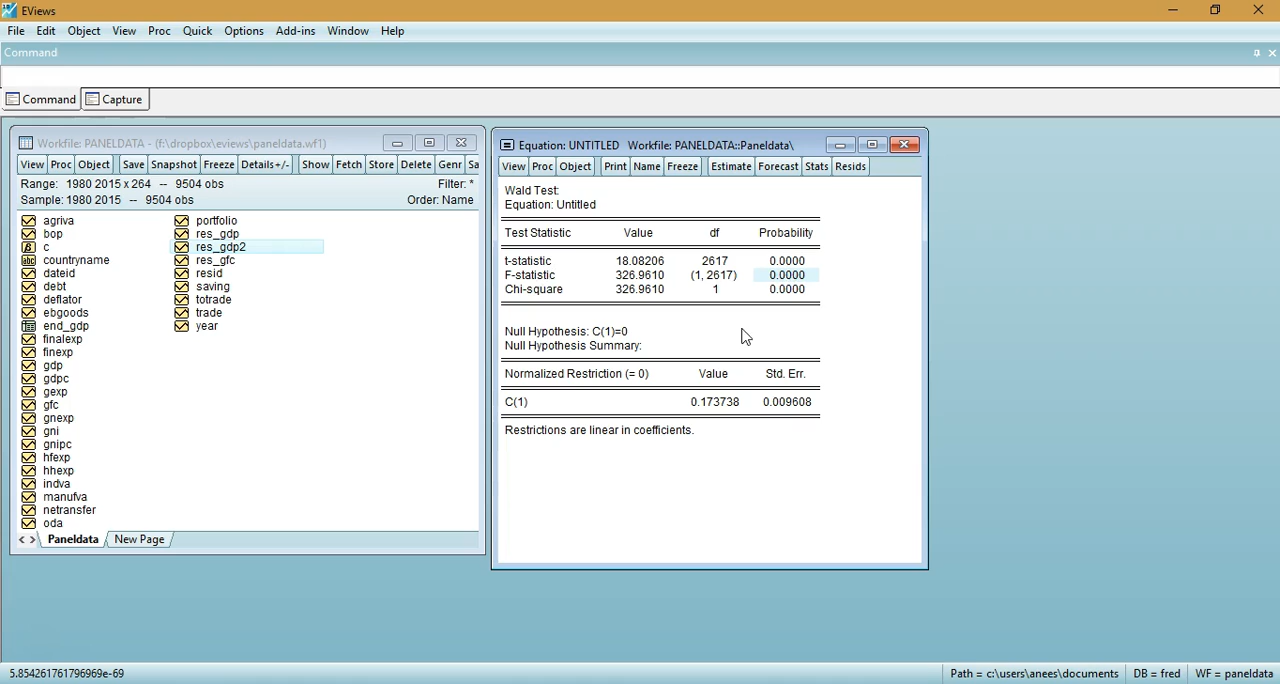 EViews
File Edit Object View Proc Quick Options Add-ins Window Help
Command
Command Capture
Workfile: PANELDATA - (f:\dropbox\eviews\paneldata.wf1)
View Proc Object Save Snapshot Freeze Details+/- Show Fetch Store Delete Genr Sa
Range: 1980 2015 x 264 -- 9504 obs Filter: *
Sample: 1980 2015 -- 9504 obs Order: Name
agriva
bop
c
countryname
dateid
debt
deflator
ebgoods
end_gdp
finalexp
finexp
gdp
gdpc
gexp
gfc
gnexp
gni
gnipc
hfexp
hhexp
indva
manufva
netransfer
oda
portfolio
res_gdp
res_gdp2
res_gfc
resid
saving
totrade
trade
year
Paneldata New Page
Equation: UNTITLED Workfile: PANELDATA::Paneldata\
View Proc Object Print Name Freeze Estimate Forecast Stats Resids
Wald Test:
Equation: Untitled
Test Statistic Value df Probability
t-statistic 18.08206 2617 0.0000
F-statistic 326.9610 (1, 2617) 0.0000
Chi-square 326.9610 1 0.0000
Null Hypothesis: C(1)=0
Null Hypothesis Summary:
Normalized Restriction (= 0) Value Std. Err.
C(1) 0.173738 0.009608
Restrictions are linear in coefficients.
5.854261761796969e-69 Path = c:\users\anees\documents DB = fred WF = paneldata